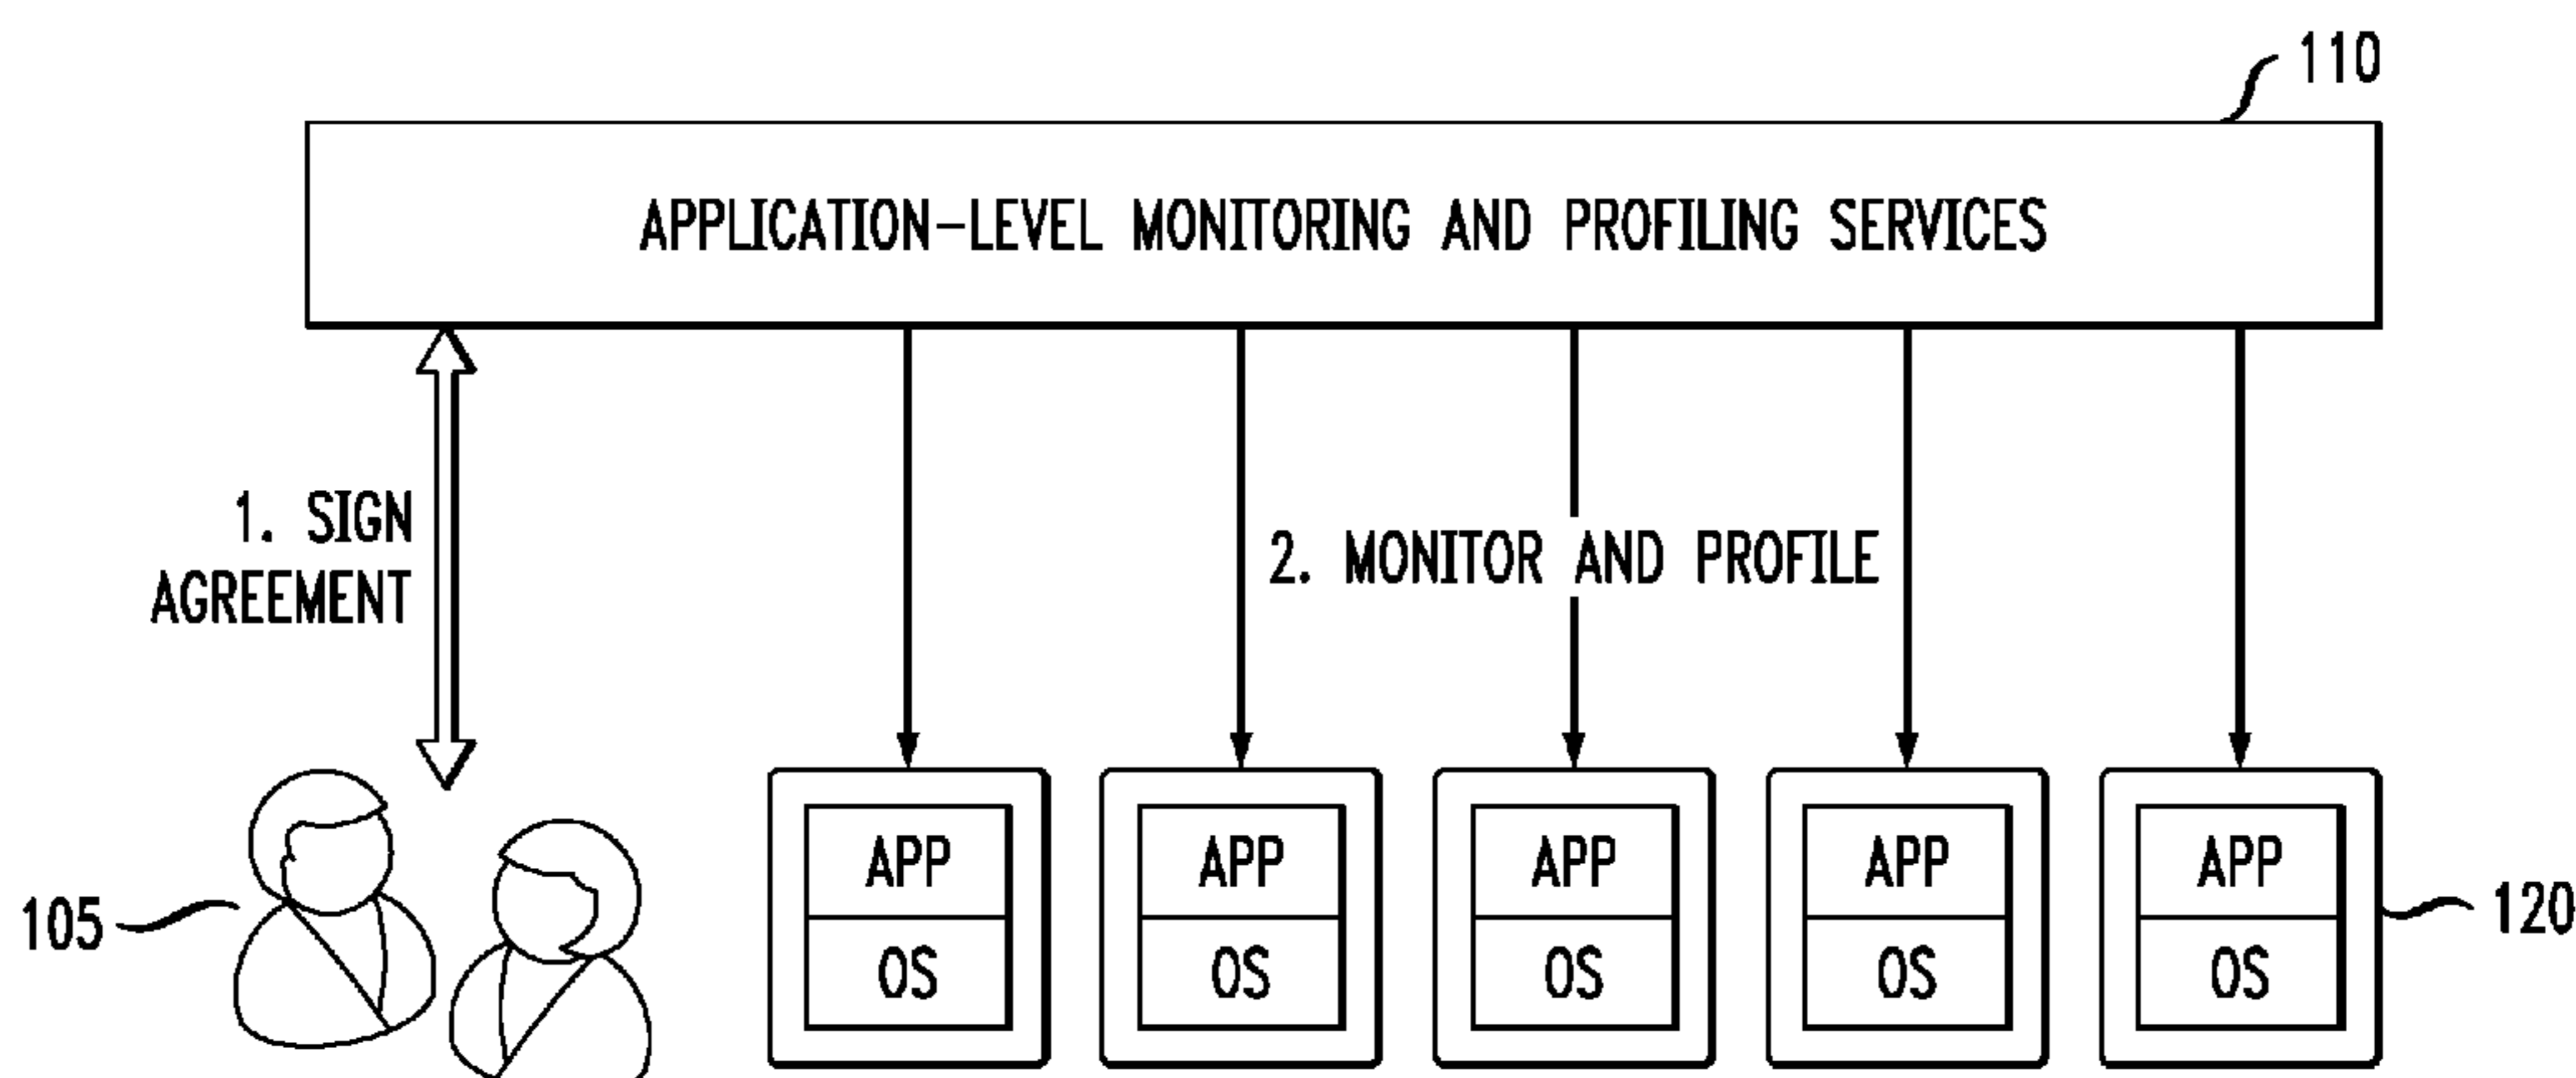 110
APPLICATION-LEVEL MONITORING AND PROFILING SERVICES
1. SIGN
AGREEMENT
2. MONITOR AND PROFILE
105
APP
OS
APP
OS
APP
OS
APP
OS
APP
OS
120